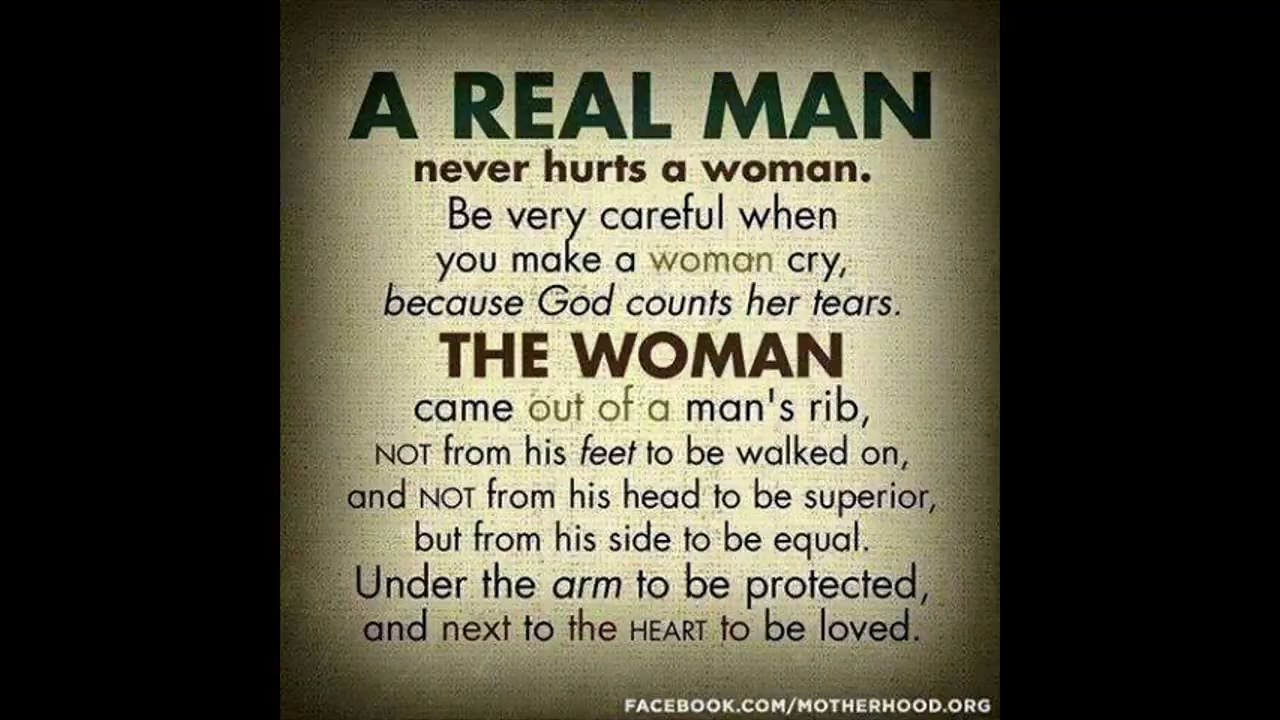 A REAL MAN
never hurts a woman.
Be very careful when
you make a woman cry,
because God counts her tears.
THE WOMAN
came out of a man's rib,
NOT from his feet to be walked on,
and NOT from his head to be superior,
but from his side to be equal.
Under the arm to be protected,
and next to the HEART to be loved.
FACEBOOK.COM/MOTHERHOOD.ORG